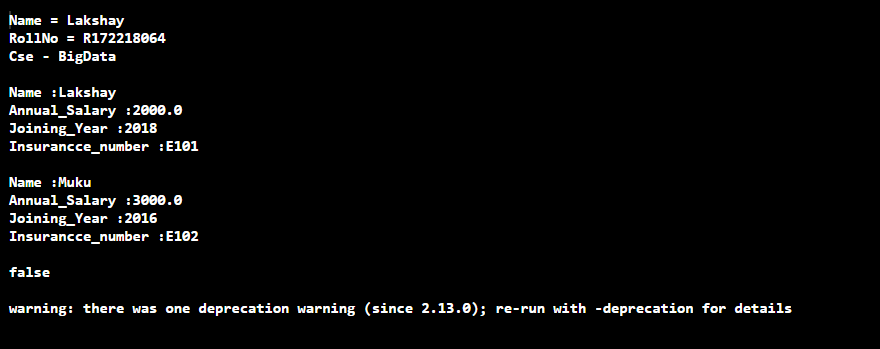 Name = Lakshay
RollNo = R172218064
Cse - BigData
Name :Lakshay
Annual_Salary :2000.0
Joining_Year :2018
Insurancce_number :E101
Name :Muku
Annual_Salary :3000.0
Joining_Year :2016
Insurancce_number :E102
false
warning: there was one deprecation warning (since 2.13.0); re-run with -deprecation for details